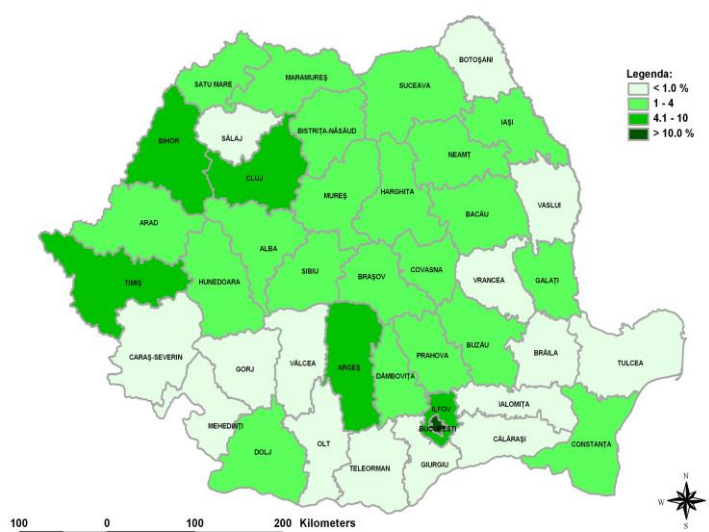 BOTOȘANI
SATU MARE
MARAMUREȘ
SUCEAVA
Legenda:
< 1.0 %
1 - 4
4.1 - 10
> 10.0 %
IAȘI
BISTRIȚA-NĂSĂUD
SĂLAJ
BIHOR
NEAMȚ
CLUJ
HARGHITA
MUREȘ
VASLUI
BACĂU
ARAD
ALBA
SIBIU
BRAȘOV
COVASNA
VRANCEA
GALAȚI
TIMIȘ
HUNEDOARA
BUZĂU
BRĂILA
TULCEA
CARAȘ-SEVERIN
GORJ
VÂLCEA
ARGEȘ
PRAHOVA
DÂMBOVIȚA
IALOMIȚA
ILFOV
BUCUREȘTI
MEHEDINȚI
DOLJ
OLT
TELEORMAN
GIURGIU
CĂLĂRAȘI
CONSTANȚA
N
W
S
100 0 100 200 Kilometers